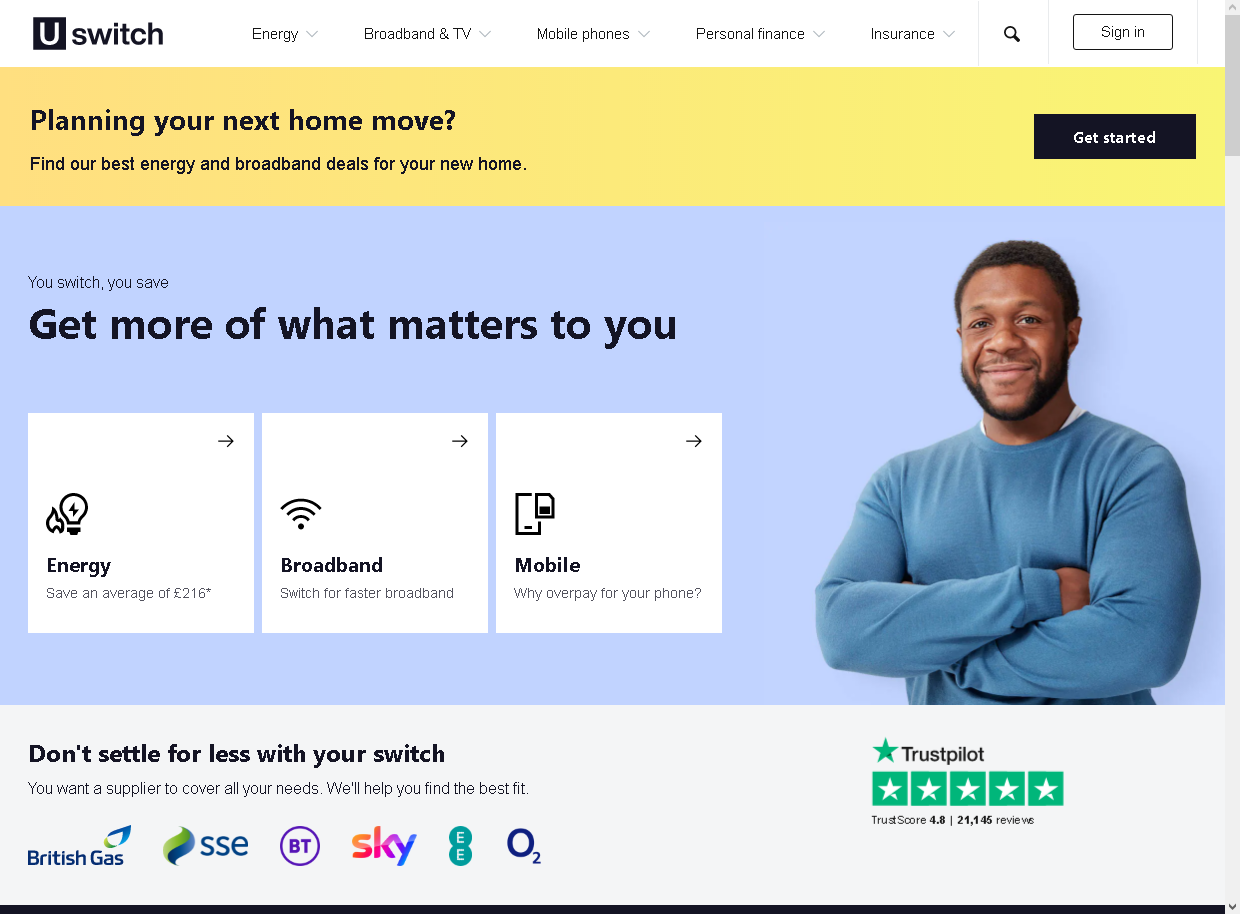 Uswitch
Energy
Broadband & TV
Mobile phones
Personal finance
Insurance
Sign in
Planning your next home move?
Find our best energy and broadband deals for your new home.
Get started
You switch, you save
Get more of what matters to you
Energy
Save an average of £216*
Broadband
Switch for faster broadband
Mobile
Why overpay for your phone?
Don't settle for less with your switch
You want a supplier to cover all your needs. We'll help you find the best fit.
British Gas
sse
BT
sky
EE
O2
Trustpilot
TrustScore 4.8 | 21,145 reviews